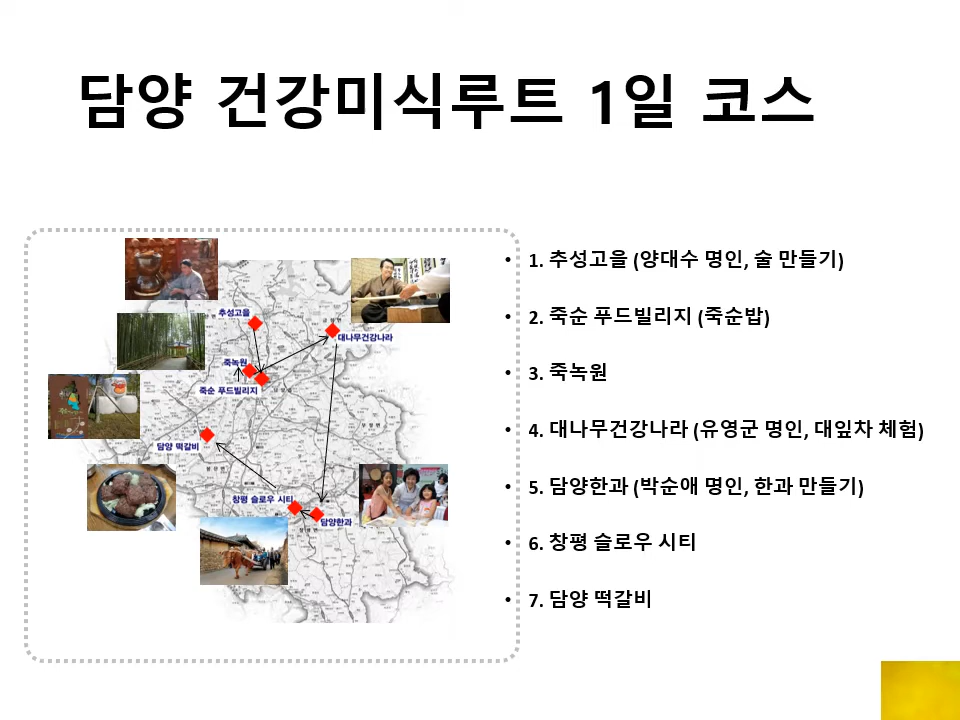 담양 건강미식루트 1일 코스
추성고을
대나무건강나라
죽녹원
죽순 푸드빌리지
담양 떡갈비
창평 슬로우 시티
담양한과
• 1. 추성고을 (양대수 명인, 술 만들기)
• 2. 죽순 푸드빌리지 (죽순밥)
• 3. 죽녹원
• 4. 대나무건강나라 (유영군 명인, 대잎차 체험)
• 5. 담양한과 (박순애 명인, 한과 만들기)
• 6. 창평 슬로우 시티
• 7. 담양 떡갈비